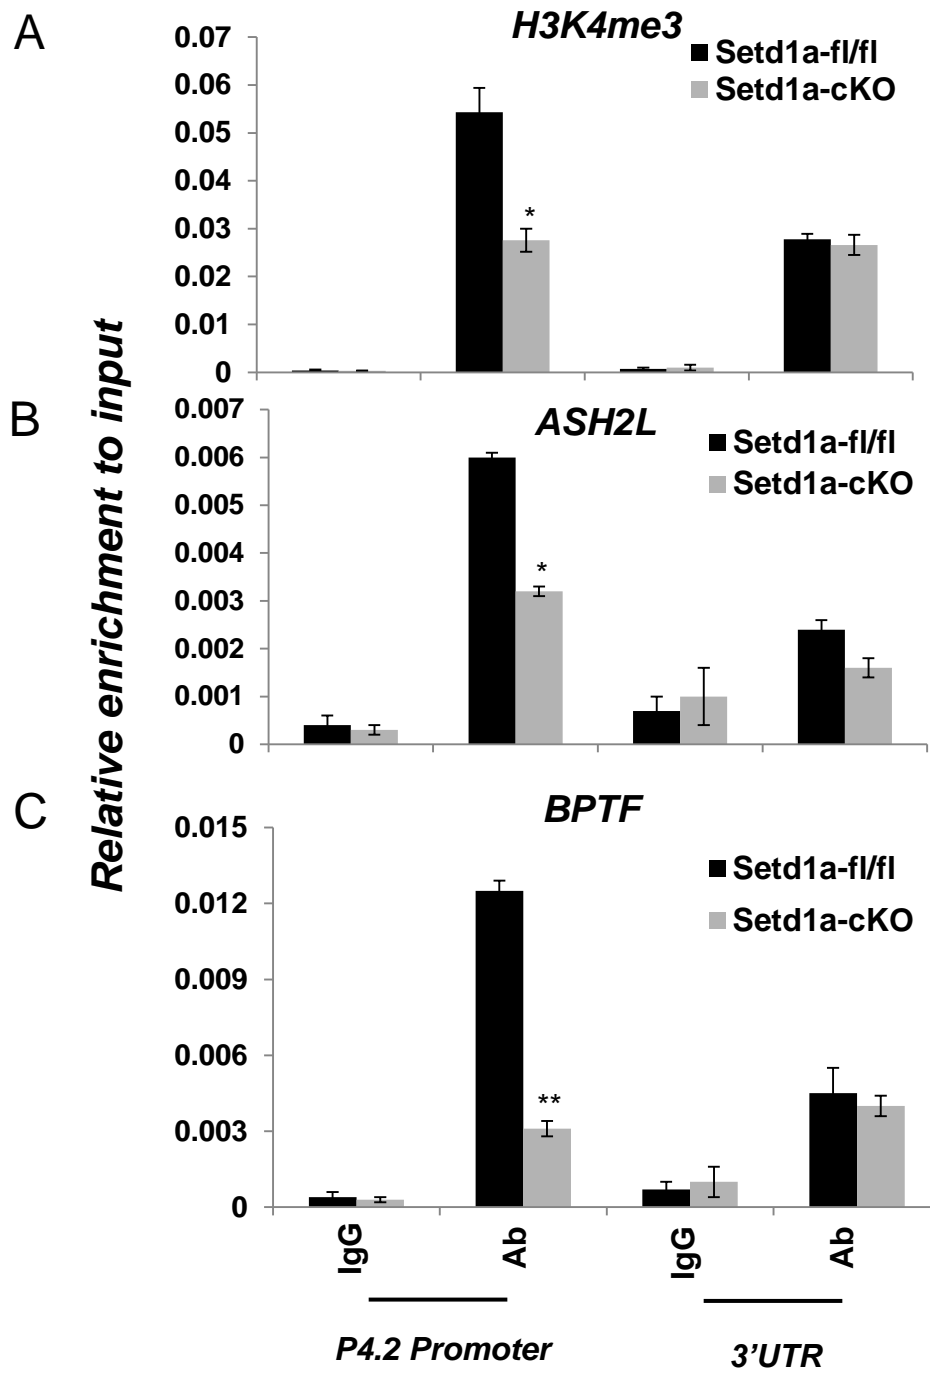 A
H3K4me3
Setd1a-fl/fl
Setd1a-cKO
0.07
0.06
0.05
0.04
0.03
0.02
0.01
0
*
Relative enrichment to input
B
ASH2L
Setd1a-fl/fl
Setd1a-cKO
0.007
0.006
0.005
0.004
0.003
0.002
0.001
0
*
C
BPTF
Setd1a-fl/fl
Setd1a-cKO
0.015
0.012
0.009
0.006
0.003
0
**
IgG
Ab
IgG
Ab
P4.2 Promoter
3’UTR